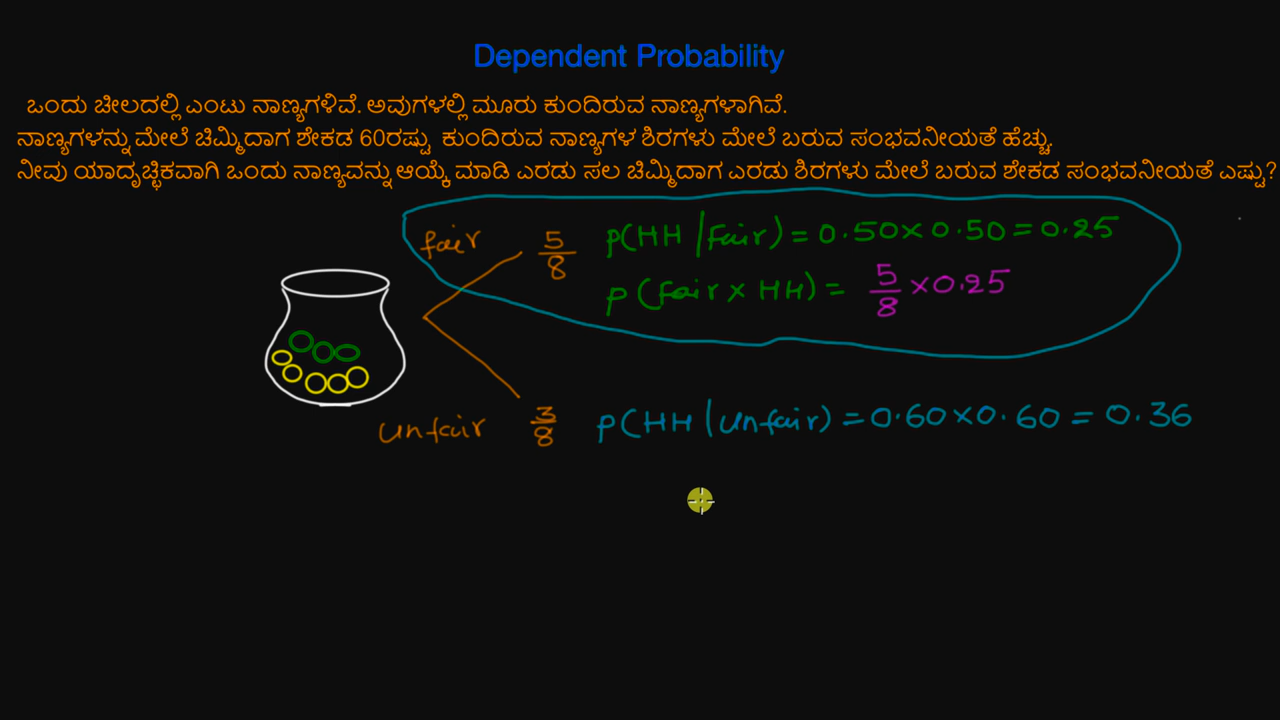 Dependent Probability
ಒಂದು ಚೀಲದಲ್ಲಿ ಎಂಟು ನಾಣ್ಯಗಳಿವೆ. ಅವುಗಳಲ್ಲಿ ಮೂರು ಕುಂದಿರುವ ನಾಣ್ಯಗಳಾಗಿವೆ.
ನಾಣ್ಯಗಳನ್ನು ಮೇಲೆ ಚಿಮ್ಮಿದಾಗ ಶೇಕಡ 60ರಷ್ಟು ಕುಂದಿರುವ ನಾಣ್ಯಗಳ ಶಿರಗಳು ಮೇಲೆ ಬರುವ ಸಂಭವನೀಯತೆ ಹೆಚ್ಚು.
ನೀವು ಯಾದೃಚ್ಛಿಕವಾಗಿ ಒಂದು ನಾಣ್ಯವನ್ನು ಆಯ್ಕೆ ಮಾಡಿ ಎರಡು ಸಲ ಚಿಮ್ಮಿದಾಗ ಎರಡು ಶಿರಗಳು ಮೇಲೆ ಬರುವ ಶೇಕಡ ಸಂಭವನೀಯತೆ ಎಷ್ಟು?
fair 5/8 P(HH|Fair) = 0.50×0.50 = 0.25
P(fair×HH) = 5/8 ×0.25
unfair 3/8 P(HH|unfair) = 0.60×0.60 = 0.36